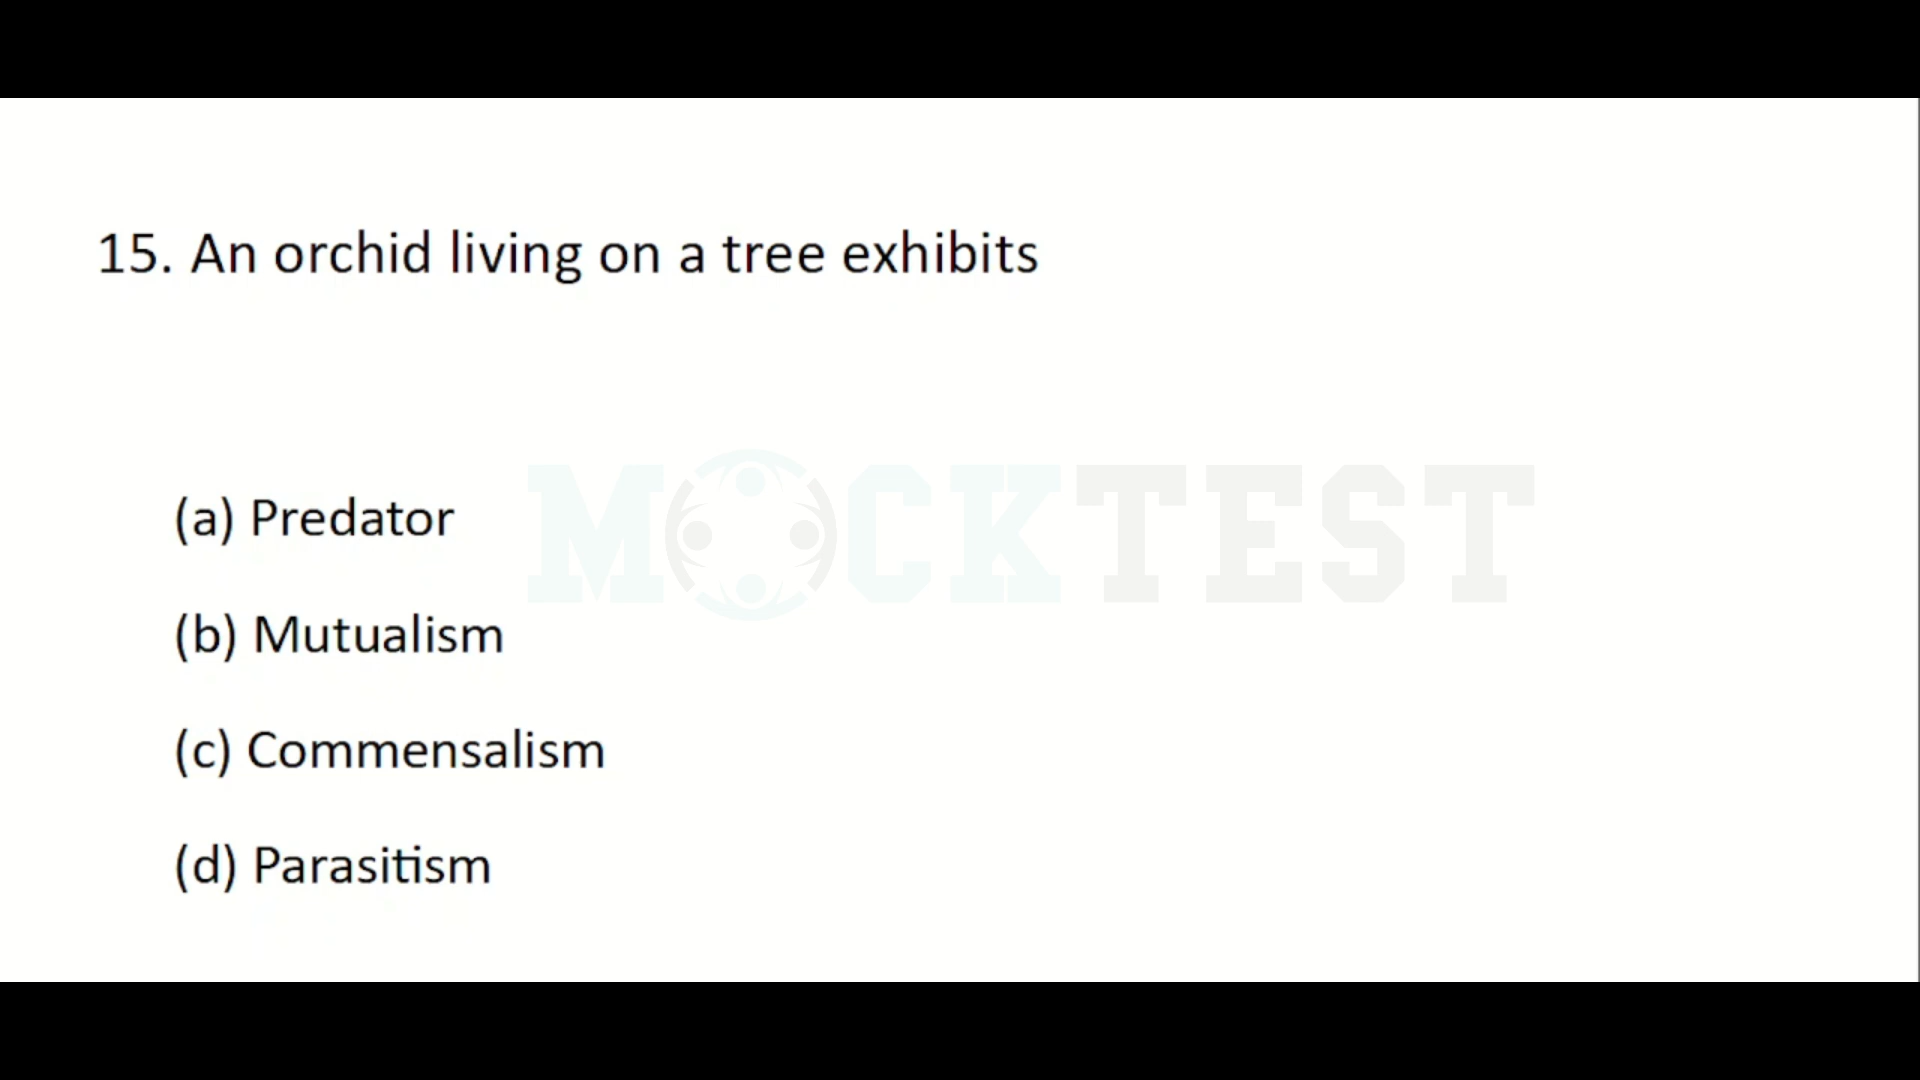 15. An orchid living on a tree exhibits
MOCKTEST
(a) Predator
(b) Mutualism
(c) Commensalism
(d) Parasitism